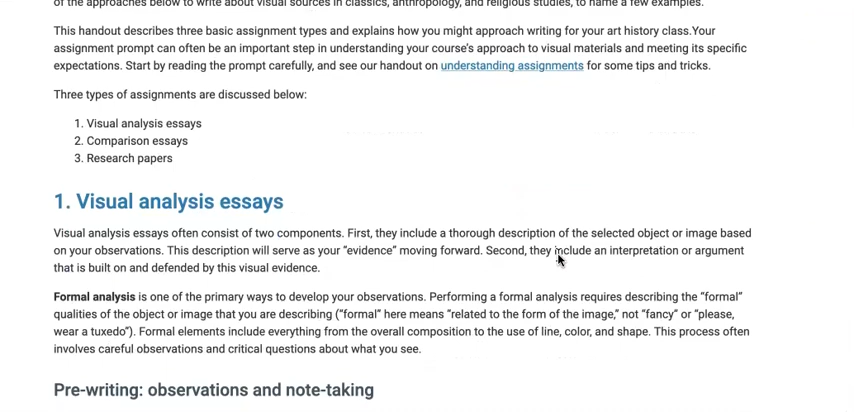 of the approaches below to write about visual sources in classics, anthropology, and religious studies, to name a few examples.
This handout describes three basic assignment types and explains how you might approach writing for your art history class.Your
assignment prompt can often be an important step in understanding your course's approach to visual materials and meeting its specific
expectations. Start by reading the prompt carefully, and see our handout on understanding assignments for some tips and tricks.
Three types of assignments are discussed below:
1. Visual analysis essays
2. Comparison essays
3. Research papers
1. Visual analysis essays
Visual analysis essays often consist of two components. First, they include a thorough description of the selected object or image based
on your observations. This description will serve as your “evidence” moving forward. Second, they include an interpretation or argument
that is built on and defended by this visual evidence.
Formal analysis is one of the primary ways to develop your observations. Performing a formal analysis requires describing the “formal”
qualities of the object or image that you are describing (“formal” here means “related to the form of the image,” not “fancy” or “please,
wear a tuxedo”). Formal elements include everything from the overall composition to the use of line, color, and shape. This process often
involves careful observations and critical questions about what you see.
Pre-writing: observations and note-taking